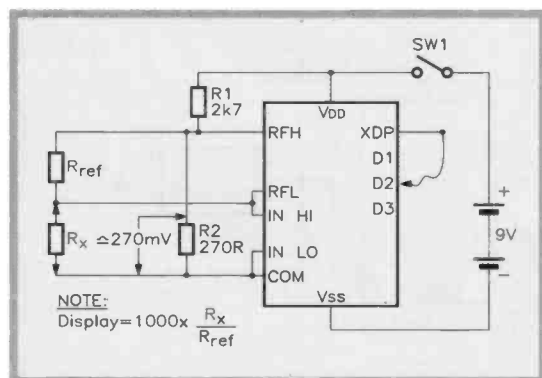 SW1
R1
2k7
VDD
RFH
XDP
D1
Rref
RFL
D2
IN HI
D3
+
Rx
≃270mV
R2
270R
9V
IN LO
COM
−
VSS
NOTE:
Display=1000x Rx
Rref